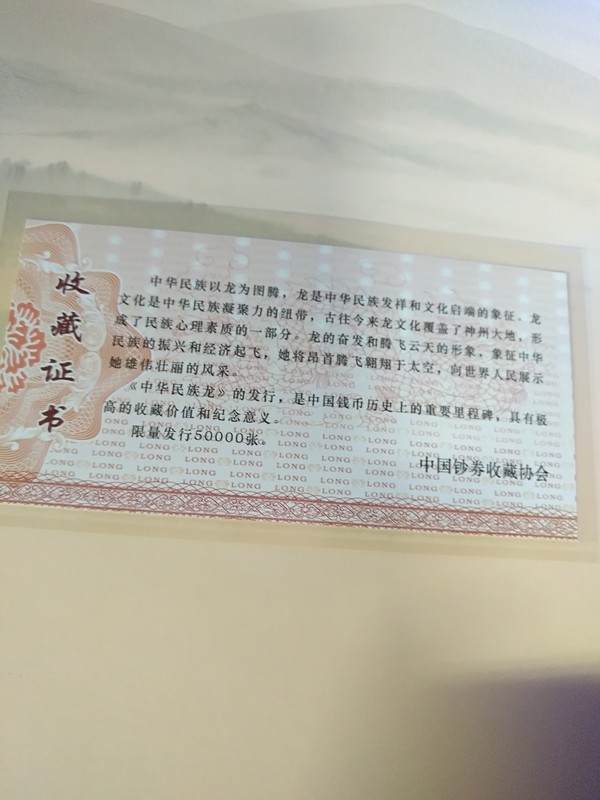 收藏证书
中华民族以龙为图腾，龙是中华民族发祥和文化启端的象征。龙
文化是中华民族凝聚力的纽带，古往今来龙文化覆盖了神州大地，形
成了民族心理素质的一部分。龙的奋发和腾飞云天的形象，象征中华
民族的振兴和经济起飞，她将昂首腾飞翱翔于太空，向世界人民展示
她雄伟壮丽的风采。
《中华民族龙》的发行，是中国钱币历史上的重要里程碑，具有极
高的收藏价值和纪念意义。
限量发行50000张。
中国钞券收藏协会
LONG LONG LONG LONG LONG LONG